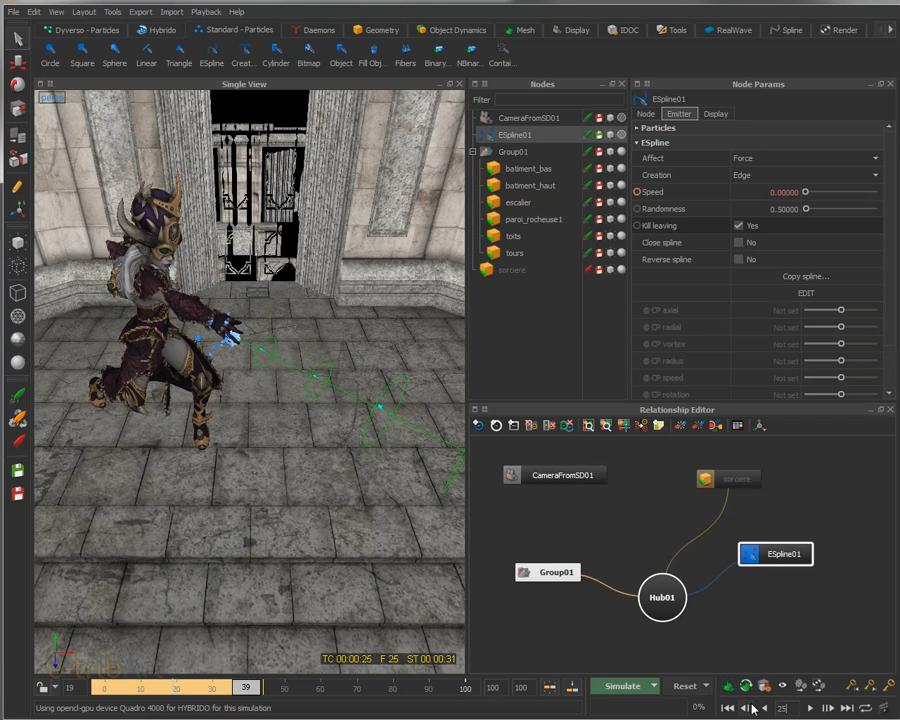 File Edit View Layout Tools Export Import Playback Help
Dyverso - Particles Hybrido Standard - Particles Daemons Geometry Object Dynamics Mesh Display IDOC Tools RealWave Spline Render
Circle Square Sphere Linear Triangle ESpline Creat... Cylinder Bitmap Object Fill Obj... Fibers Binary... NBinar... Contai...
Single View
persp
TC 00:00:25 F 25 ST 00:00:31
Nodes
Filter
CameraFromSD01
ESpline01
Group01
batiment_bas
batiment_haut
escalier
paroi_rocheuse1
toits
tours
sorciere
Node Params
ESpline01
Node Emitter Display
Particles
ESpline
Affect Force
Creation Edge
Speed 0.00000
Randomness 0.50000
Kill leaving Yes
Close spline No
Reverse spline No
Copy spline...
EDIT
CP axial Not set
CP radial Not set
CP vortex Not set
CP radius Not set
CP speed Not set
CP rotation Not set
Relationship Editor
CameraFromSD01
sorciere
ESpline01
Group01
Hub01
19 0 10 20 30 39 50 60 70 80 90 100 100 100
Simulate Reset
Using opencl-gpu device Quadro 4000 for HYBRIDO for this simulation
0%
25